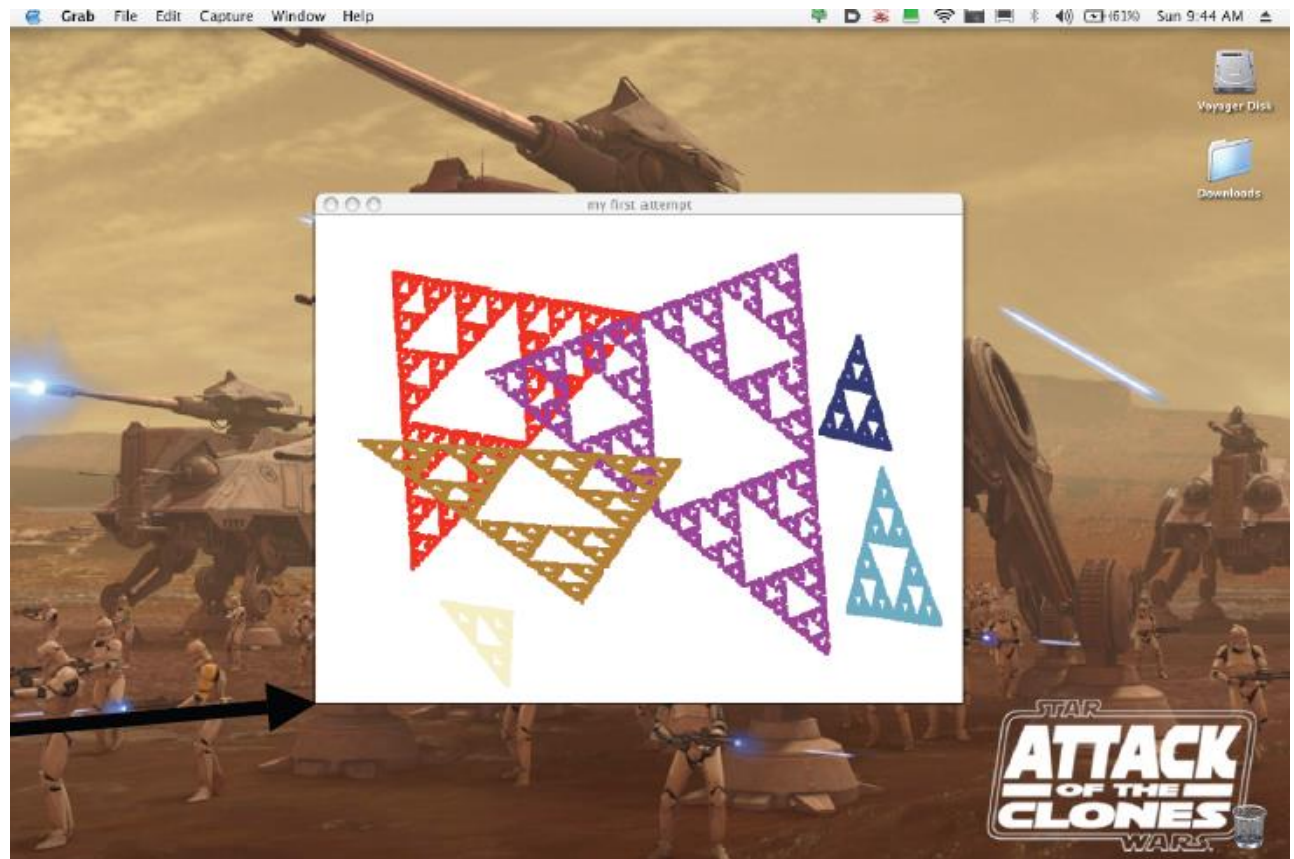 Grab File Edit Capture Window Help (61%) Sun 9:44 AM
Voyager Disk
Downloads
my first attempt
STAR
ATTACK
OF THE
CLONES
WARS